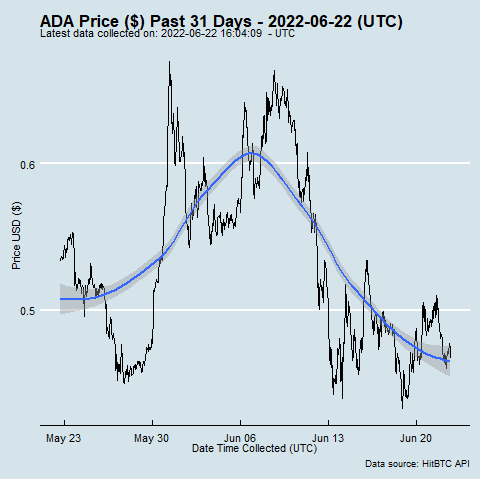 ADA Price ($) Past 31 Days - 2022-06-22 (UTC)
Latest data collected on: 2022-06-22 16:04:09 - UTC
0.6
Price USD ($)
0.5
May 23 May 30 Jun 06 Jun 13 Jun 20
Date Time Collected (UTC)
Data source: HitBTC API